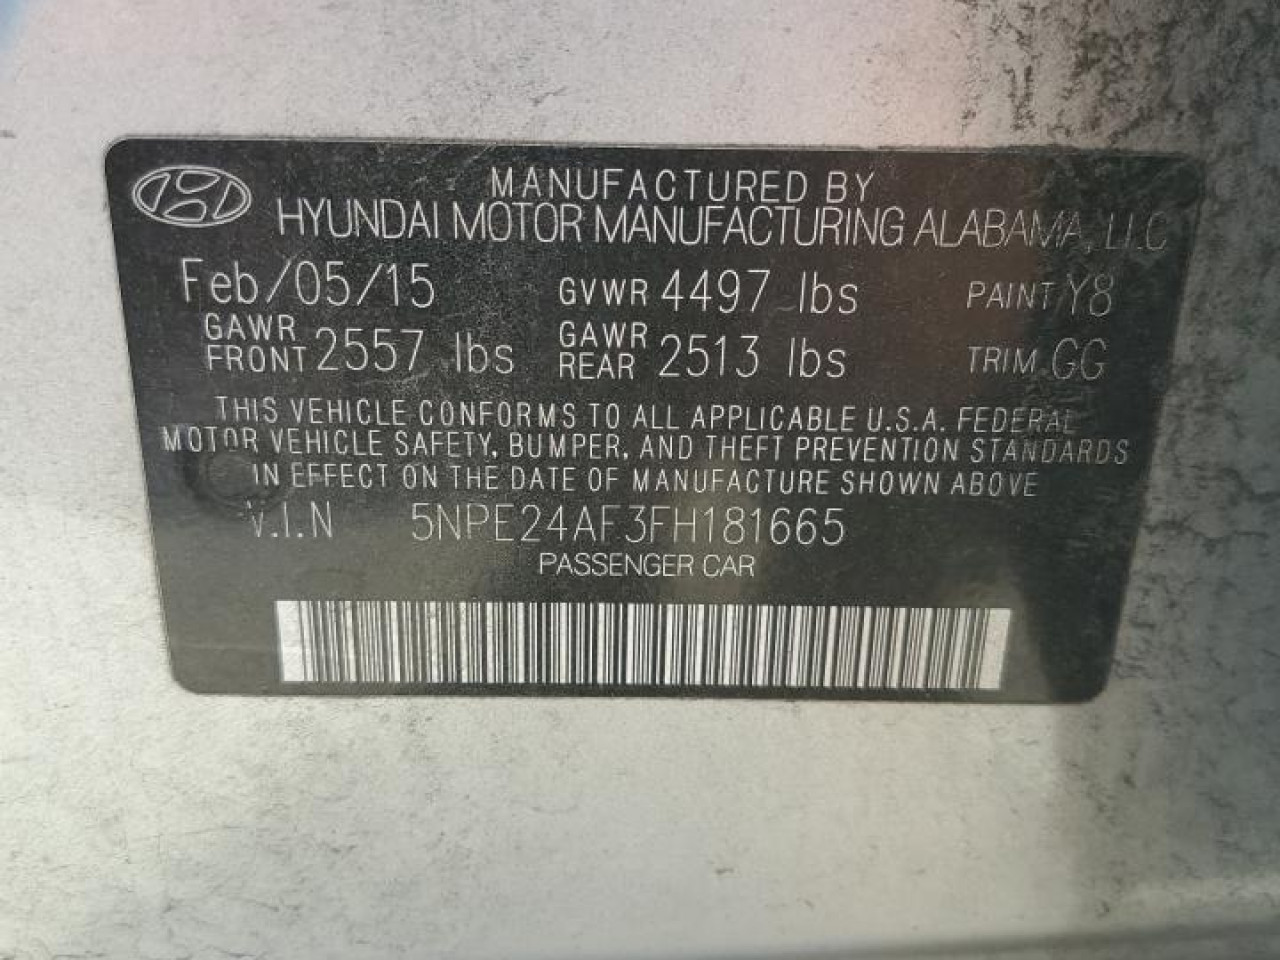 MANUFACTURED BY
HYUNDAI MOTOR MANUFACTURING ALABAMA, LLC
Feb/05/15 GVWR 4497 lbs PAINT Y8
GAWR FRONT 2557 lbs GAWR REAR 2513 lbs TRIM GG
THIS VEHICLE CONFORMS TO ALL APPLICABLE U.S.A. FEDERAL
MOTOR VEHICLE SAFETY, BUMPER, AND THEFT PREVENTION STANDARDS
IN EFFECT ON THE DATE OF MANUFACTURE SHOWN ABOVE
V.I.N 5NPE24AF3FH181665
PASSENGER CAR